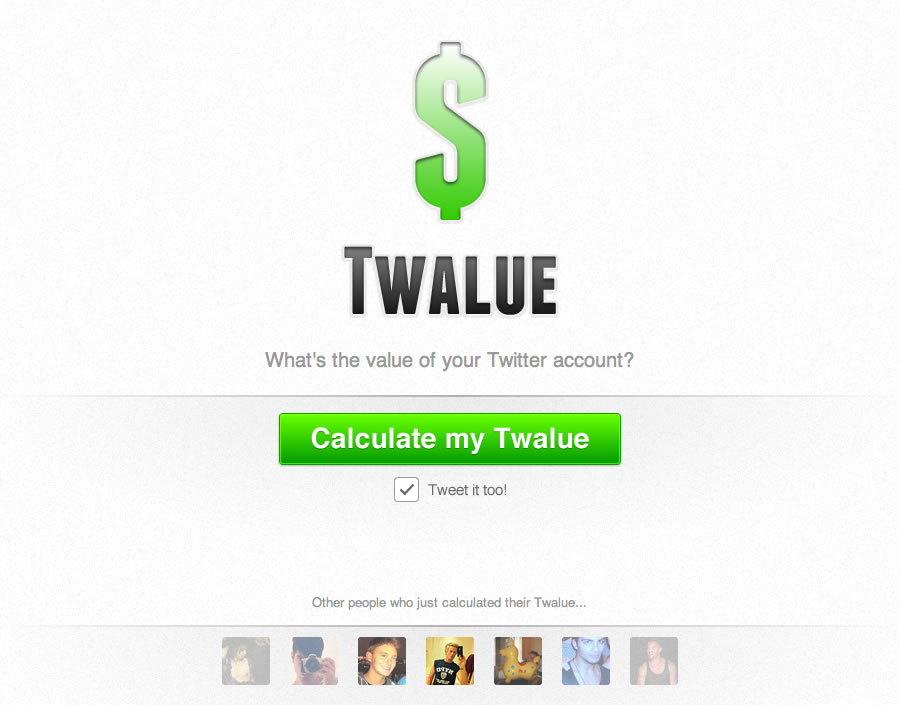 $
Twalue
What's the value of your Twitter account?
Calculate my Twalue
Tweet it too!
Other people who just calculated their Twalue...